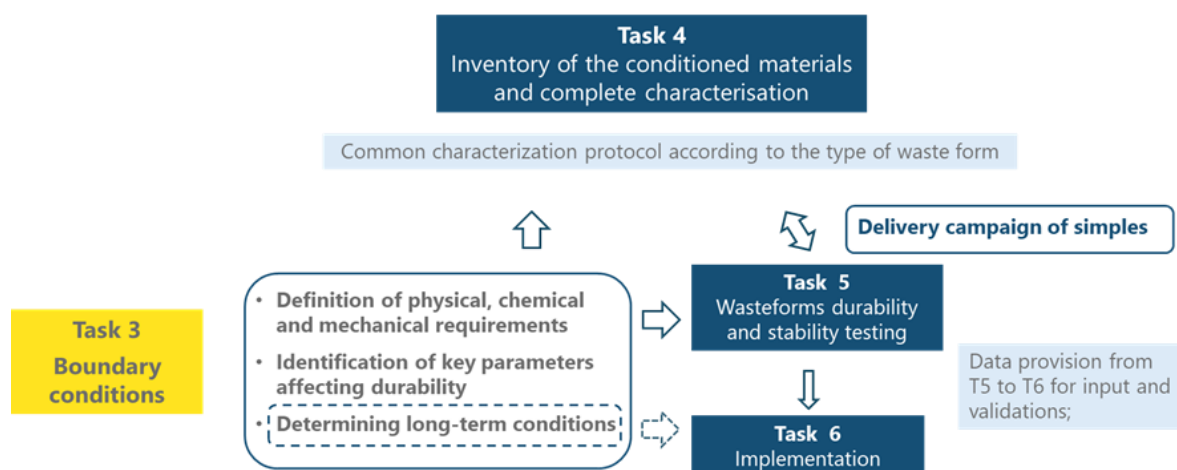 Task 4
Inventory of the conditioned materials
and complete characterisation
Common characterization protocol according to the type of waste form
Delivery campaign of simples
Task 3
Boundary
conditions
• Definition of physical, chemical
and mechanical requirements
• Identification of key parameters
affecting durability
• Determining long-term conditions
Task 5
Wasteforms durability
and stability testing
Data provision from
T5 to T6 for input and
validations;
Task 6
Implementation